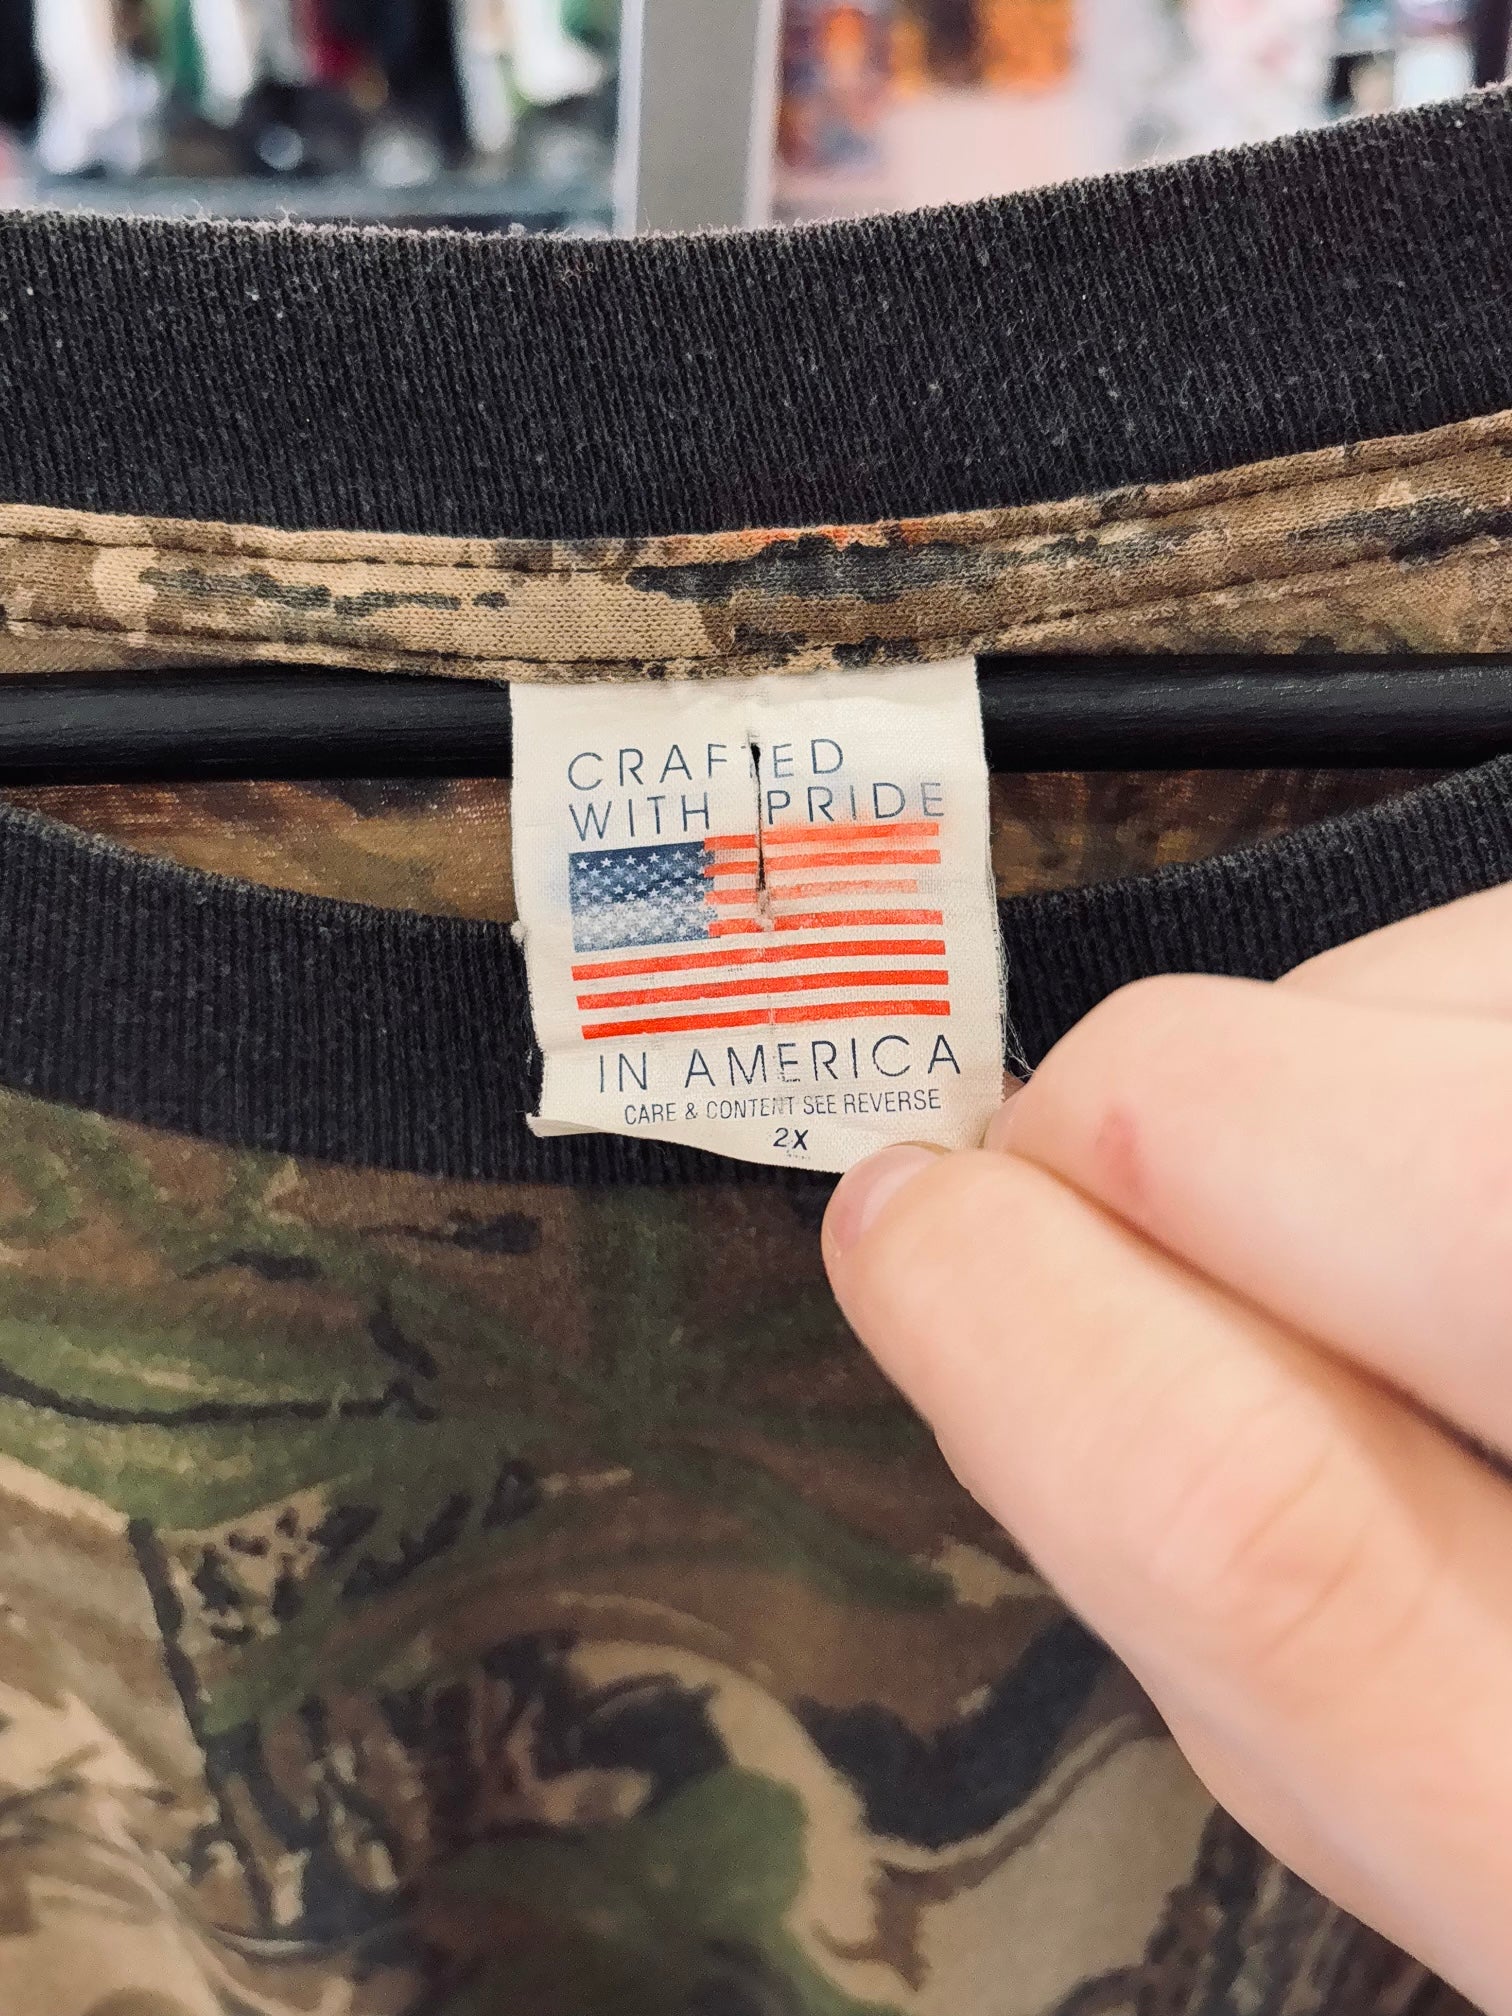 CRAFTED
WITH PRIDE
IN AMERICA
CARE & CONTENT SEE REVERSE
2X